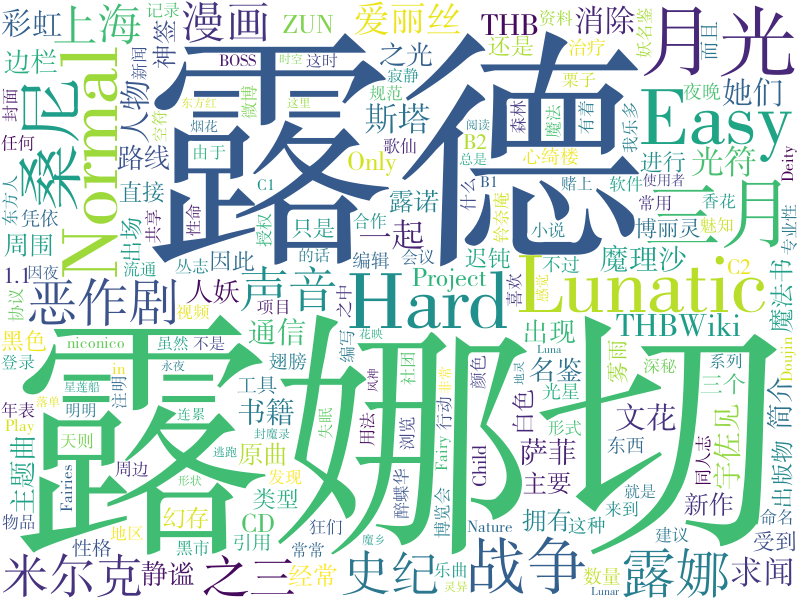 彩虹 上海 漫画 ZUN 爱丽丝 THB 消除 月光
边栏 神签 记录 新闻 BOSS 时空 这时 之光 还是 治疗 资料 而且 妖名鉴
封面 桑尼 Normal 人物 东方红 空符 烟花 微博 这里 寂静 规范 斯塔 栗子 森林 魔法 有着 夜晚 她们
任何 路线 由于 歌仙 Only B2 心绮楼 进行 我乐多 Easy
露德
东方人 凭依 直接 C1 阅读 总是 什么 B1 赌上 软件 光符 常用 使用者 香花 Deity
三月
周围 出场 共享 性命 授权 只是 合作 露诺 一起 铃奈庵 小说 博丽灵 魅知 专业性
1.1 因夜 流通 丛志 因此 的话 编辑 会议 迟钝 不过 魔理沙 C2
协议 恶作剧 人妖 项目 声音 之中 Project 喜欢 感觉 Lunatic 魔法书 Doujin
Hard
黑色 视频 通信 花映 编写 THBWiki
登录 niconico 虽然 不是 in 翅膀 社团 颜色 出现 雾雨 深秘 系列 简介
年表 星莲船 永夜 注明 工具 非常 风神 地灵 Luna 名鉴 三个
Play 落单 明明 连累 书籍 失眠 用法 浏览 行动 Fairy 形式 光星 白色 文花 宇佐见 出版物
主题曲 天则 封魔录 原曲 逃跑 博览会 Child 萨菲 东西 同人志
露娜切
物品 Fairies 周边 发现 类型 形状 醉蝶华 主要 就是 新作 命名
地区 幻存 CD 狂们 Nature 来到 拥有 这种 建议 受到
性格 黑市 引用 常常 魔乡
米尔克 静谧 之三 经常 史纪 乐曲 灵异 战争 Lunar 数量 露娜 求闻